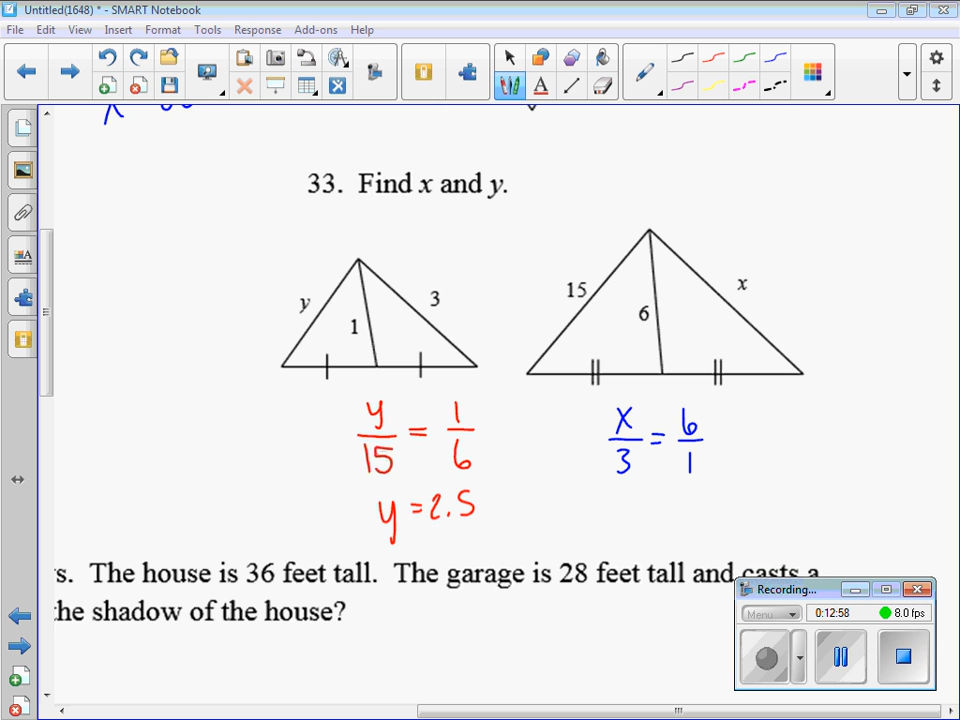 Untitled(1648) * - SMART Notebook
File Edit View Insert Format Tools Response Add-ons Help
33. Find x and y.
y
1
3
15
6
x
y/15 = 1/6
y = 2.5
x/3 = 6/1
s. The house is 36 feet tall. The garage is 28 feet tall and casts a
the shadow of the house?
Recording...
Menu
0:12:58
8.0 fps